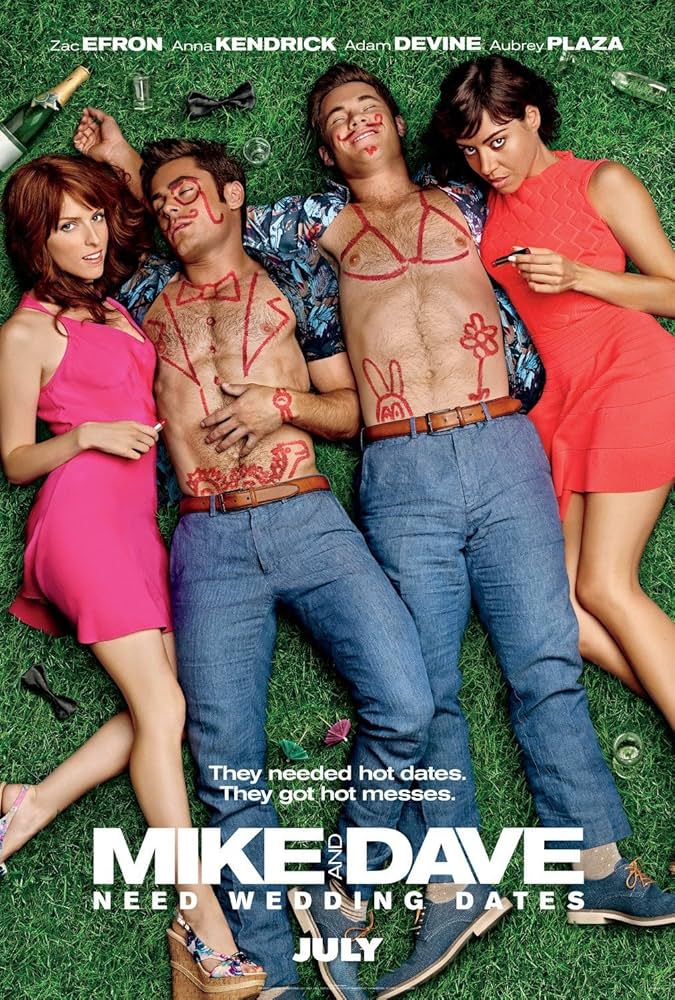 Zac EFRON Anna KENDRICK Adam DEVINE Aubrey PLAZA
They needed hot dates.
They got hot messes.
MIKE AND DAVE
NEED WEDDING DATES
JULY